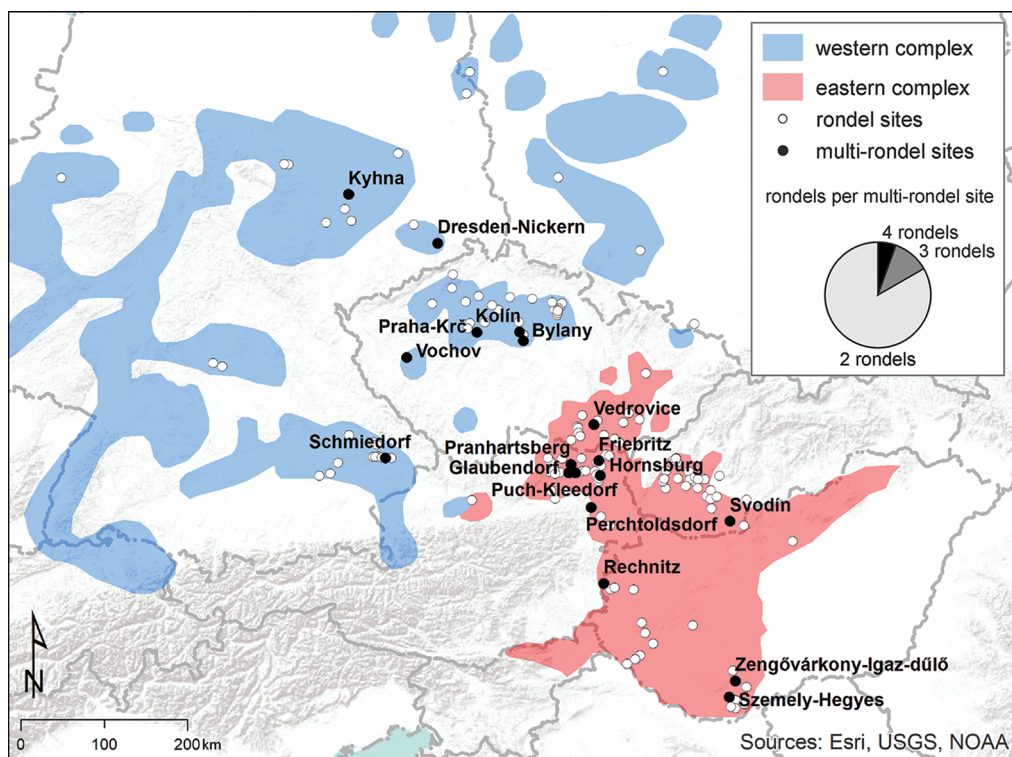 western complex
eastern complex
rondel sites
multi-rondel sites
rondels per multi-rondel site
4 rondels
3 rondels
2 rondels
Kyhna
Dresden-Nickern
Kolín
Praha-Krč
Bylany
Vochov
Vedrovice
Schmiedorf
Pranhartsberg
Friebritz
Glaubendorf
Hornsburg
Puch-Kleedorf
Svodín
Perchtoldsdorf
Rechnitz
Zengővárkony-Igaz-dűlő
Szemely-Hegyes
N
0 100 200 km
Sources: Esri, USGS, NOAA